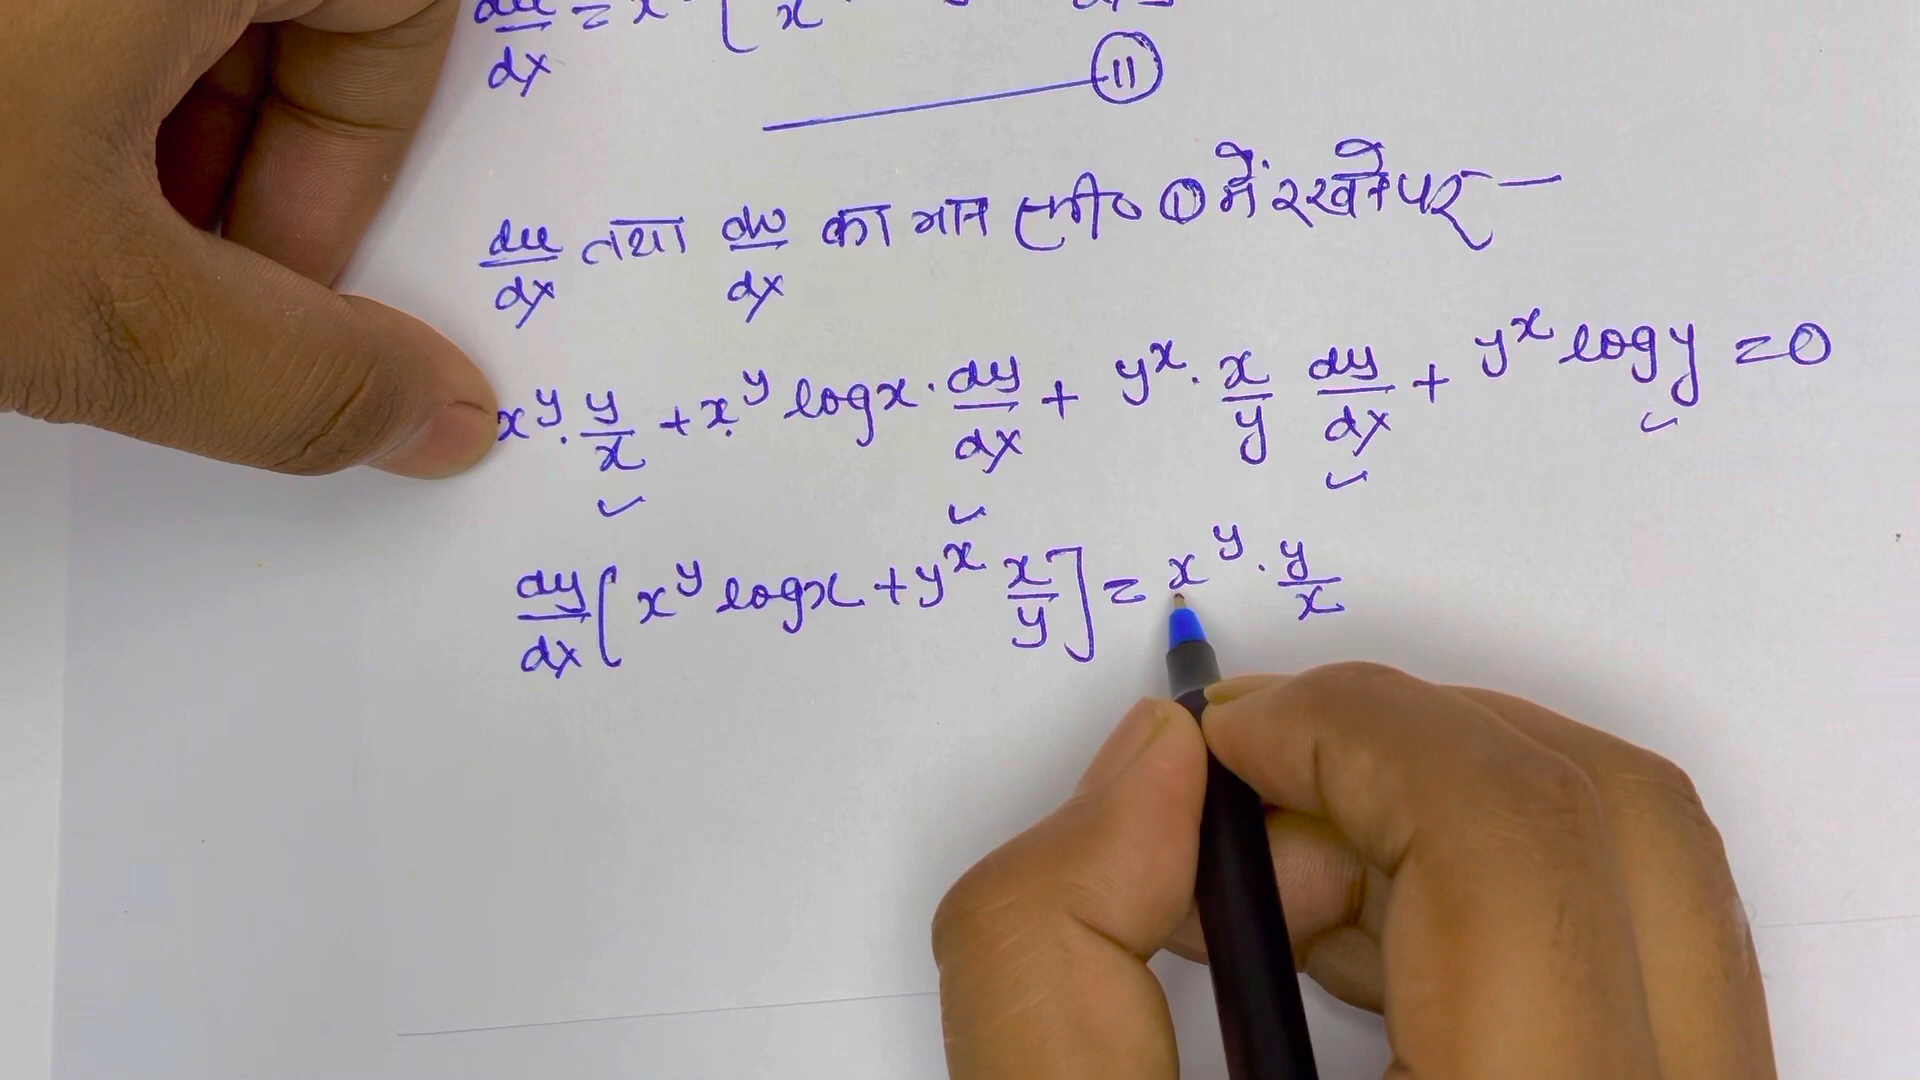 du/dx = x [ x
(11)
du/dx तथा dv/dx का मान समी० ① में रखने पर —
x^y . y/x + x^y log x . dy/dx + y^x . x/y dy/dx + y^x log y = 0
dy/dx [ x^y log x + y^x x/y ] = x^y . y/x